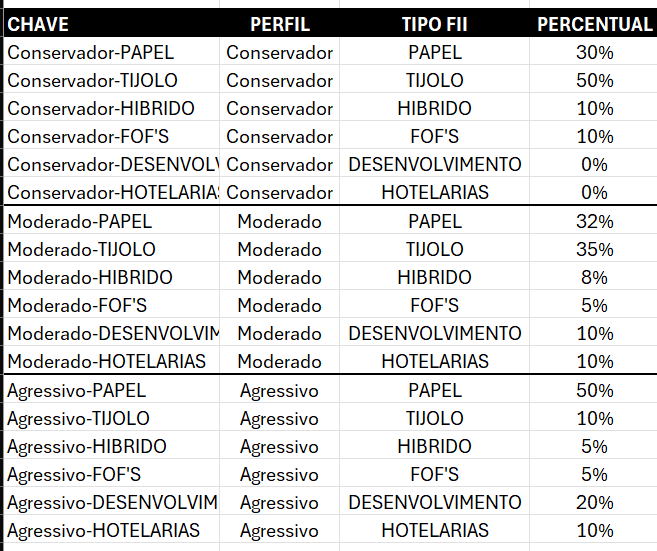 CHAVE PERFIL TIPO FII PERCENTUAL
Conservador-PAPEL Conservador PAPEL 30%
Conservador-TIJOLO Conservador TIJOLO 50%
Conservador-HIBRIDO Conservador HIBRIDO 10%
Conservador-FOF'S Conservador FOF'S 10%
Conservador-DESENVOLV Conservador DESENVOLVIMENTO 0%
Conservador-HOTELARIAS Conservador HOTELARIAS 0%
Moderado-PAPEL Moderado PAPEL 32%
Moderado-TIJOLO Moderado TIJOLO 35%
Moderado-HIBRIDO Moderado HIBRIDO 8%
Moderado-FOF'S Moderado FOF'S 5%
Moderado-DESENVOLVIM Moderado DESENVOLVIMENTO 10%
Moderado-HOTELARIAS Moderado HOTELARIAS 10%
Agressivo-PAPEL Agressivo PAPEL 50%
Agressivo-TIJOLO Agressivo TIJOLO 10%
Agressivo-HIBRIDO Agressivo HIBRIDO 5%
Agressivo-FOF'S Agressivo FOF'S 5%
Agressivo-DESENVOLVIM Agressivo DESENVOLVIMENTO 20%
Agressivo-HOTELARIAS Agressivo HOTELARIAS 10%